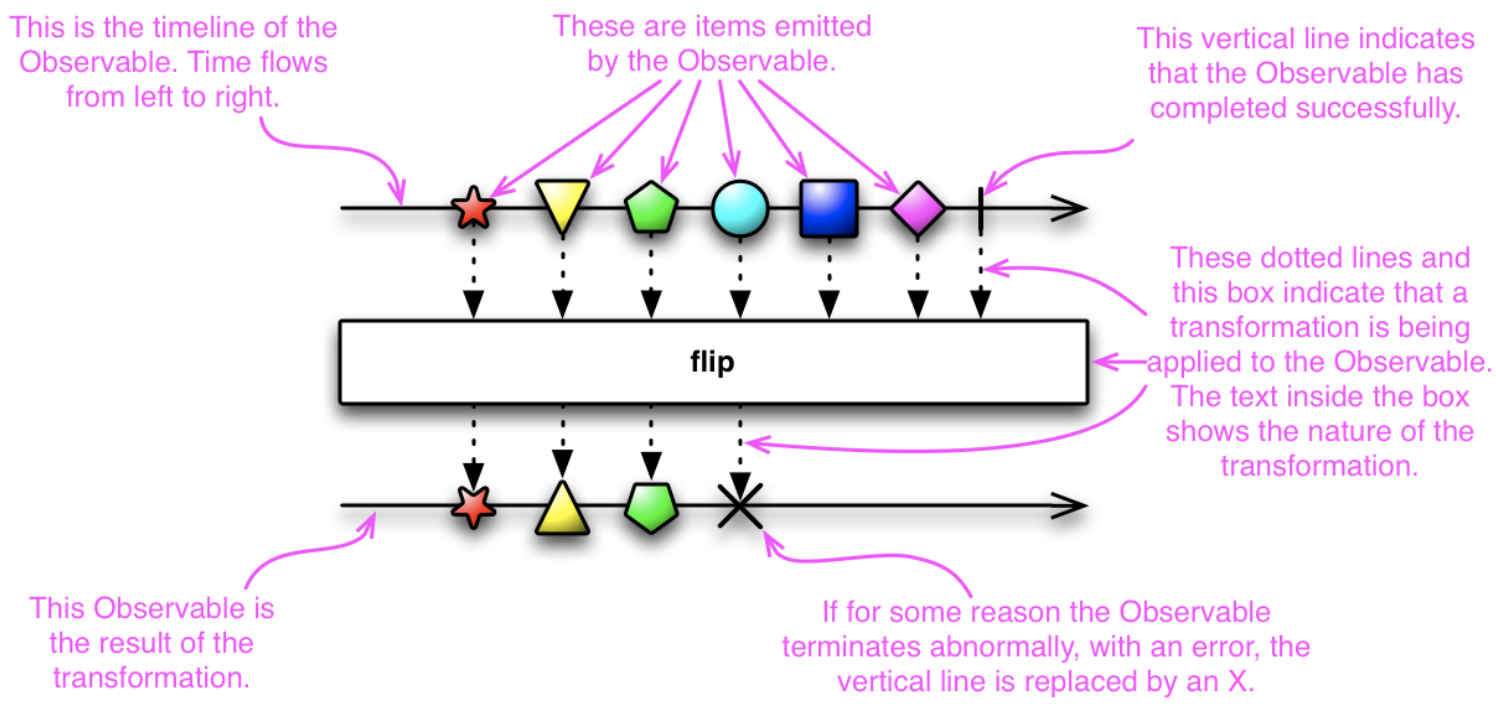 This is the timeline of the
Observable. Time flows
from left to right.
These are items emitted
by the Observable.
This vertical line indicates
that the Observable has
completed successfully.
These dotted lines and
this box indicate that a
transformation is being
applied to the Observable.
The text inside the box
shows the nature of the
transformation.
flip
This Observable is
the result of the
transformation.
If for some reason the Observable
terminates abnormally, with an error, the
vertical line is replaced by an X.